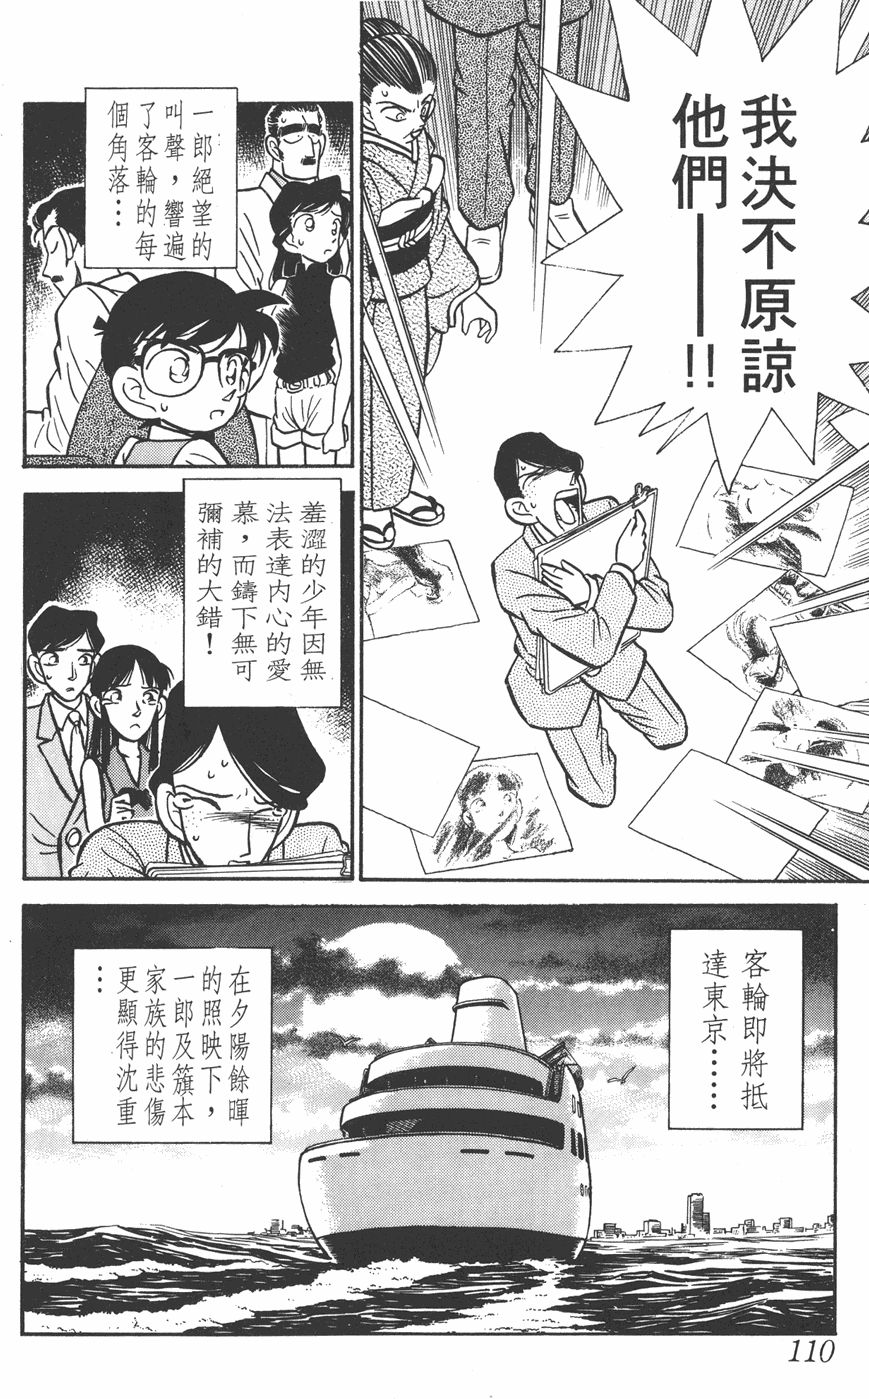 我決不原諒
他們——!!
一郎絕望的
叫聲，響遍
了客輪的每
個角落…
羞澀的少年因無
法表達內心的愛
慕，而鑄下無可
彌補的大錯！
客輪即將抵
達東京……
在夕陽餘暉
的照映下，
一郎及簱本
家族的悲傷
更顯得沈重
…
110